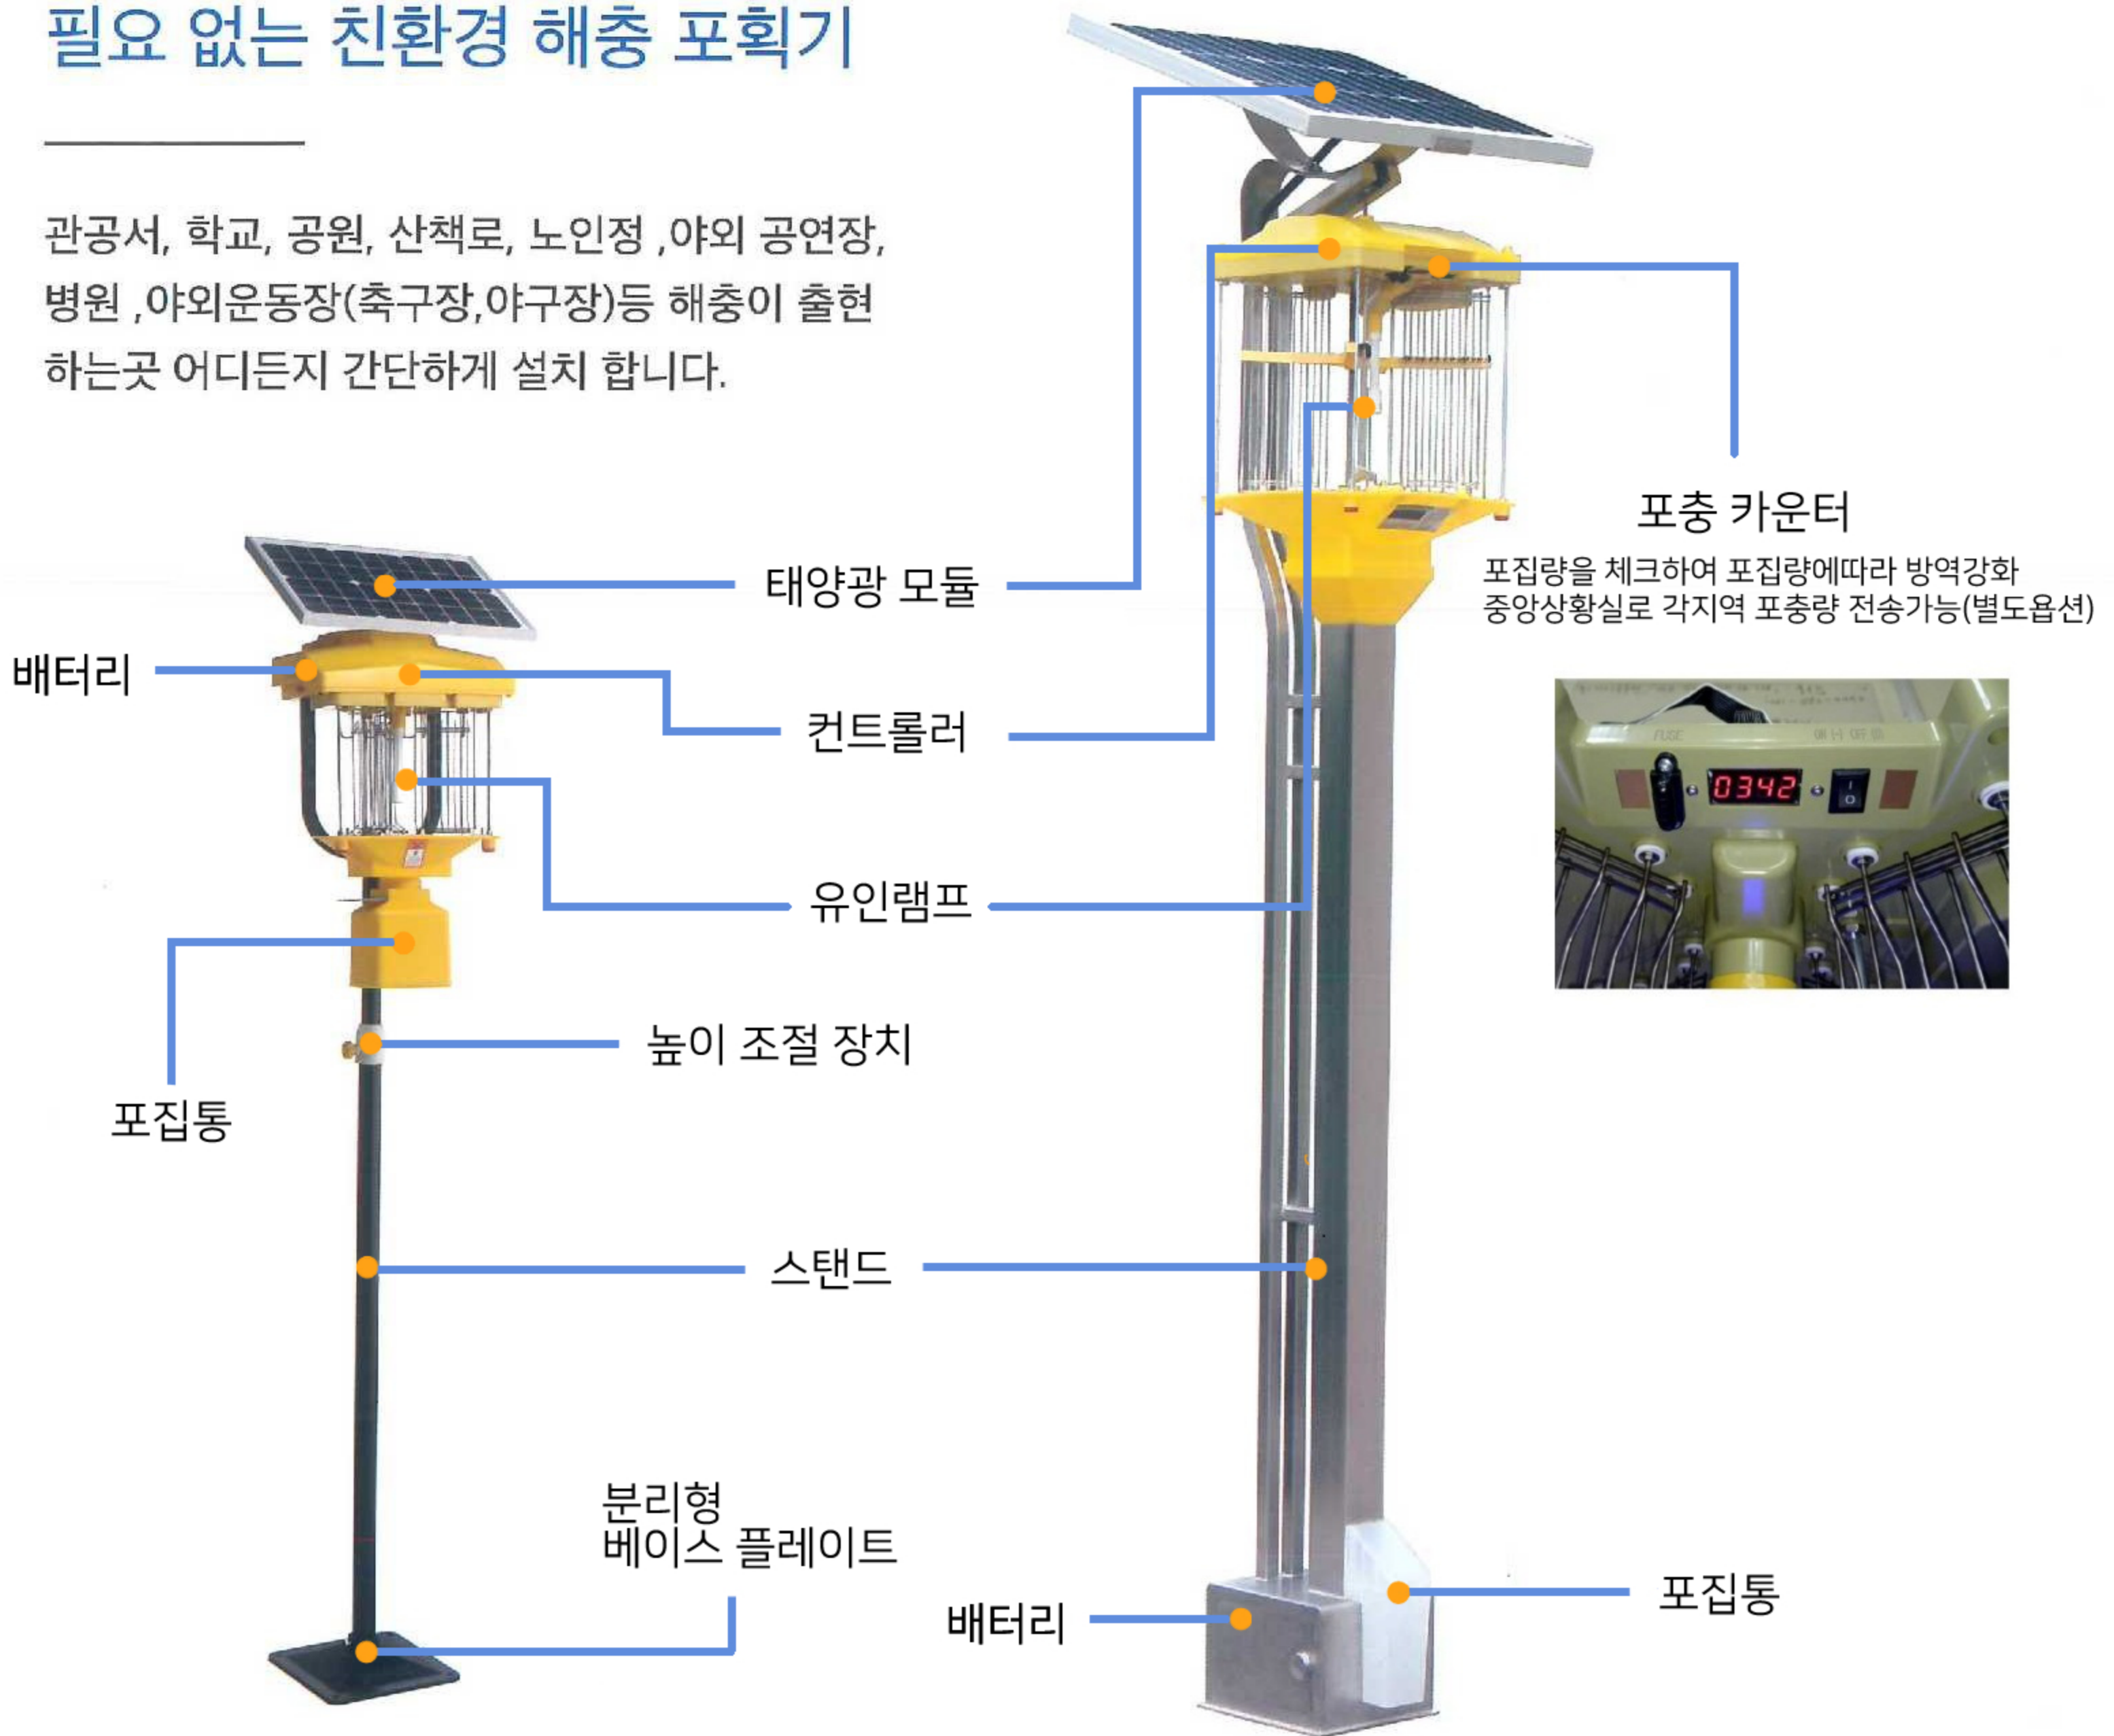 필요 없는 친환경 해충 포획기
관공서, 학교, 공원, 산책로, 노인정 ,야외 공연장,
병원 ,야외운동장(축구장,야구장)등 해충이 출현
하는곳 어디든지 간단하게 설치 합니다.
포충 카운터
포집량을 체크하여 포집량에따라 방역강화
중앙상황실로 각지역 포충량 전송가능(별도욥션)
태양광 모듈
배터리
컨트롤러
FUSE
0342
유인램프
높이 조절 장치
포집통
스탠드
분리형
베이스 플레이트
배터리
포집통